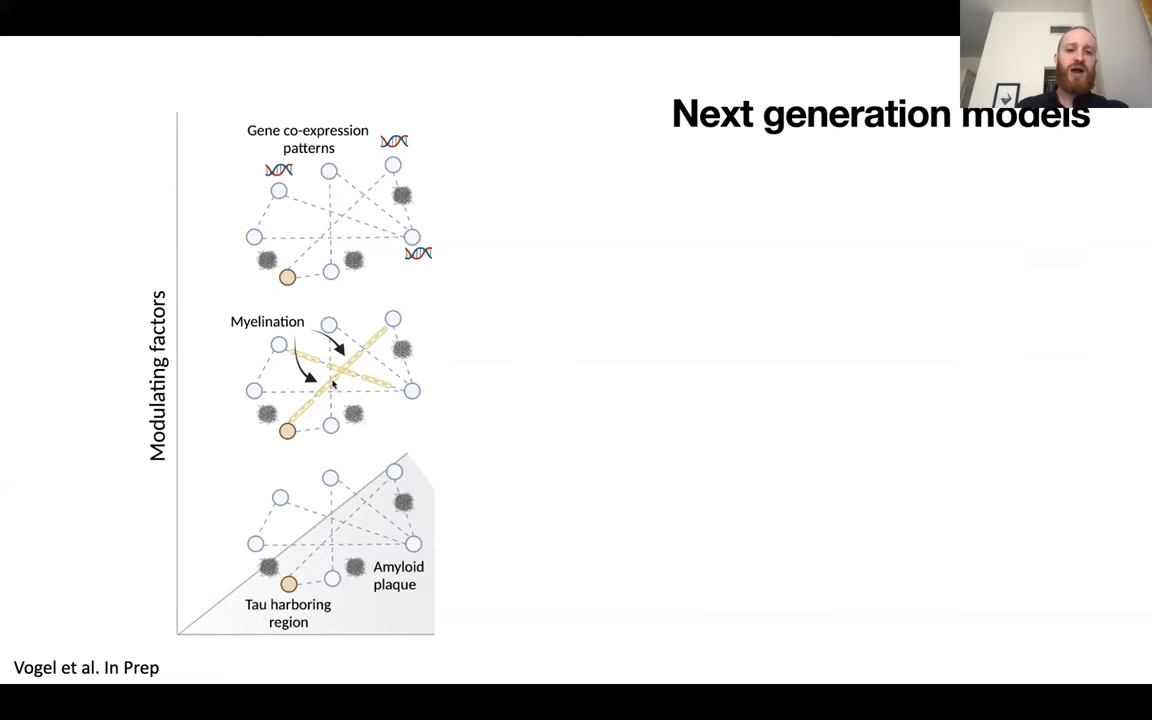 Next generation models
Gene co-expression
patterns
Myelination
Modulating factors
Amyloid
plaque
Tau harboring
region
Vogel et al. In Prep